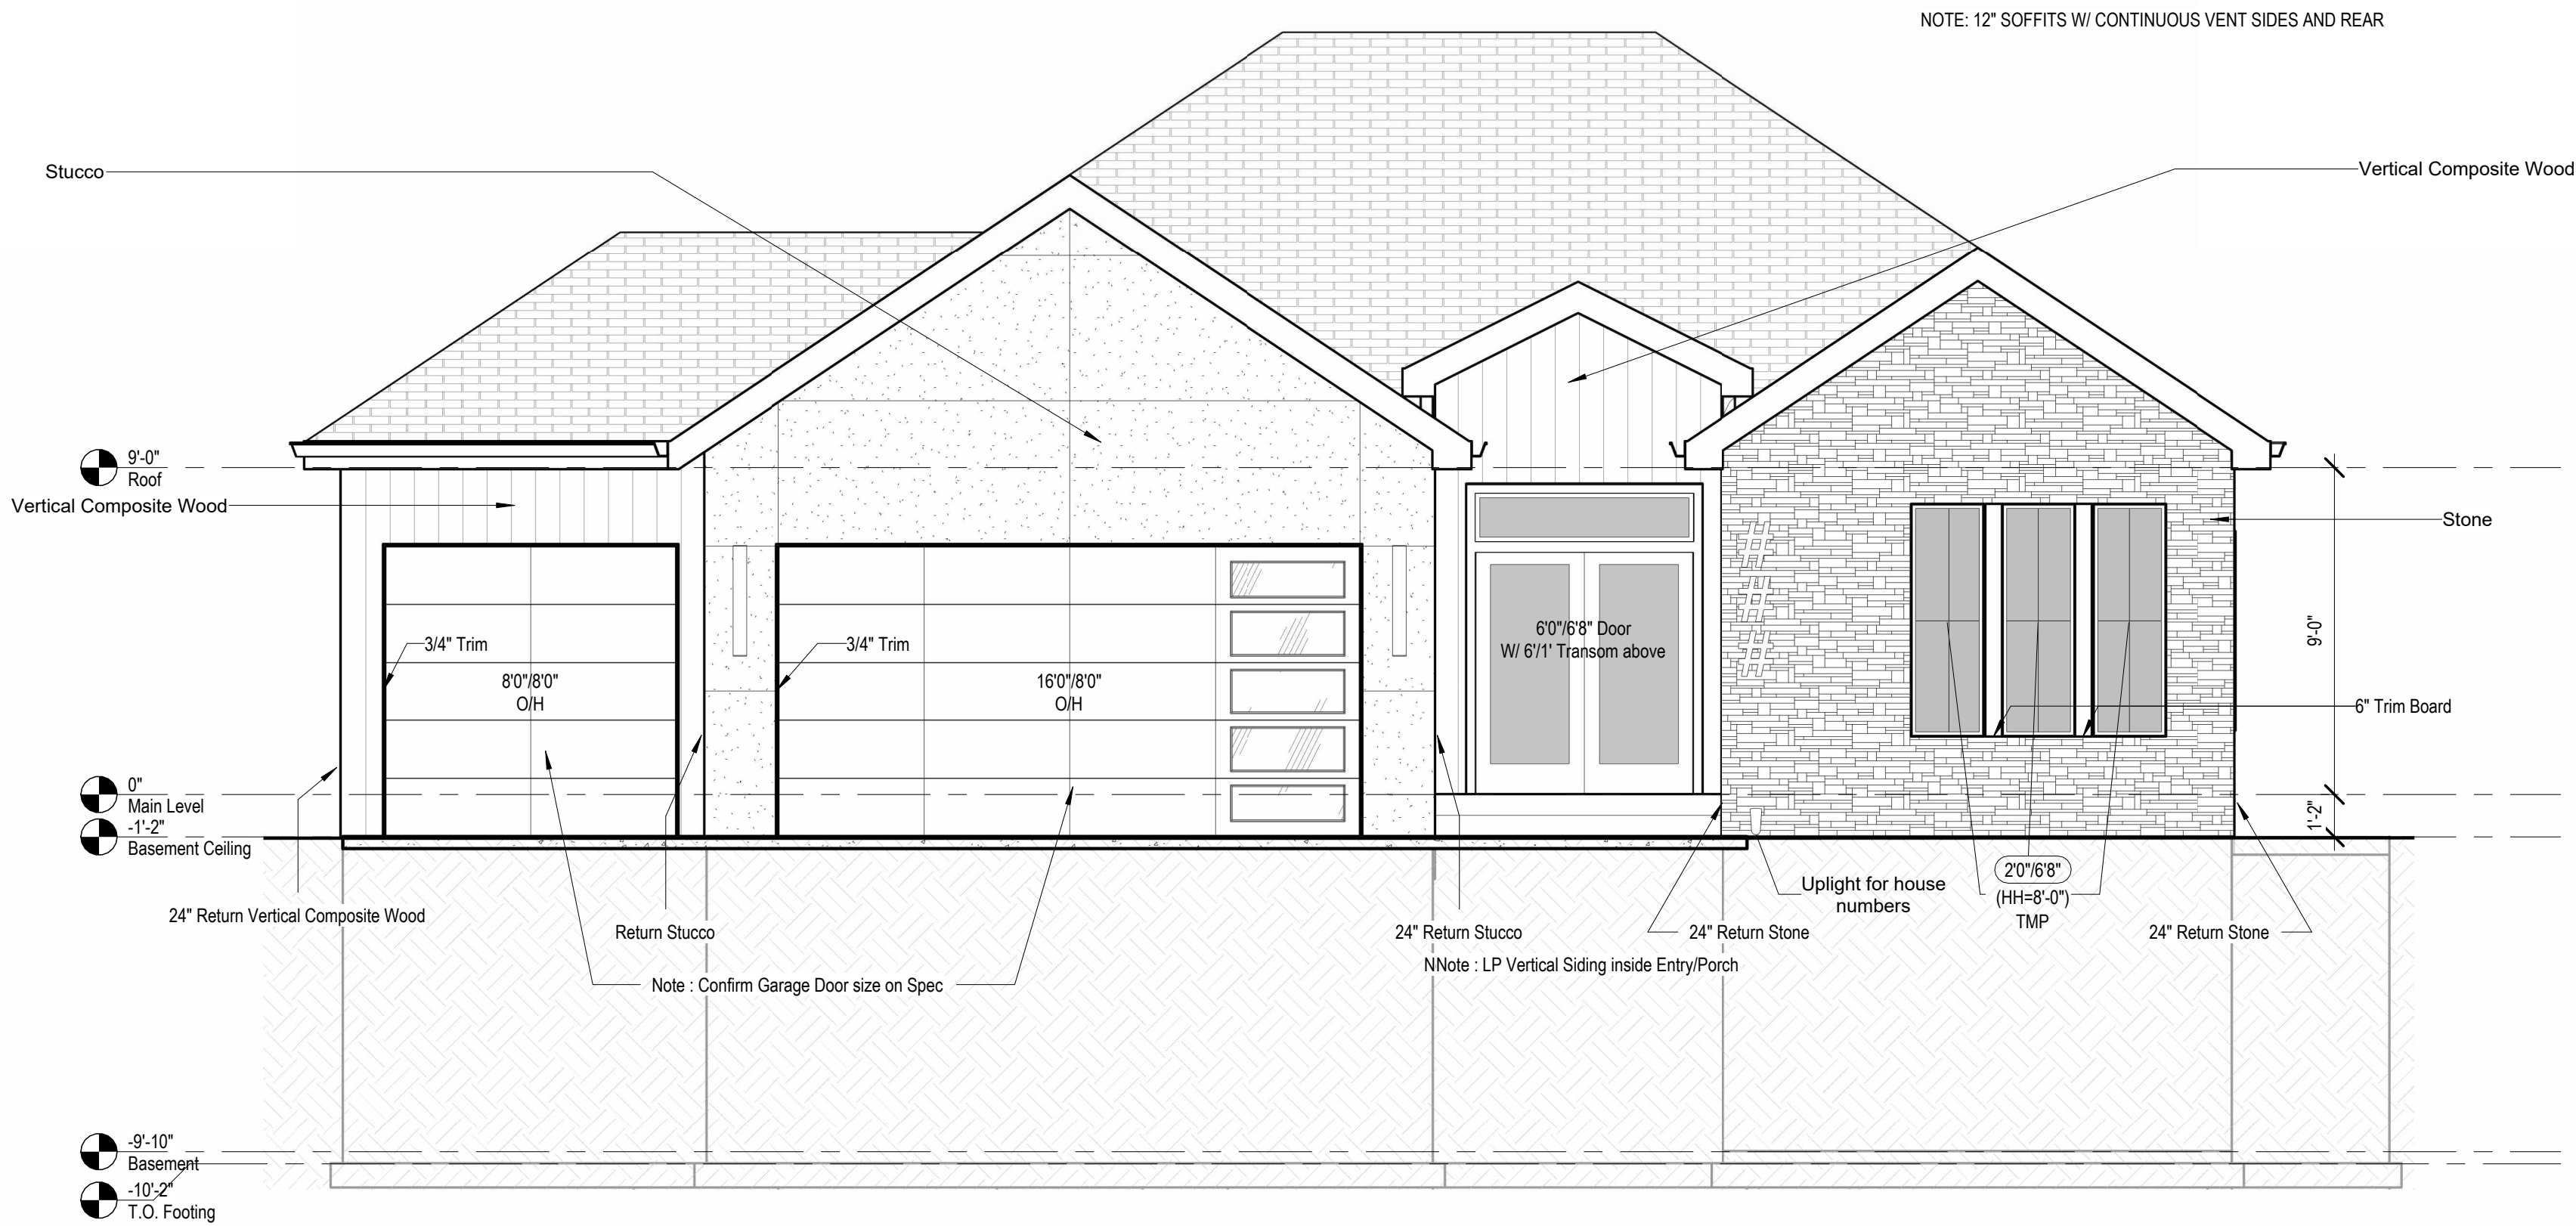 NOTE: 12" SOFFITS W/ CONTINUOUS VENT SIDES AND REAR
Stucco
Vertical Composite Wood
9'-0"
Roof
Vertical Composite Wood
Stone
6'0"/6'8" Door
W/ 6'/1' Transom above
3/4" Trim
3/4" Trim
9'-0"
8'0"/8'0"
O/H
16'0"/8'0"
O/H
6" Trim Board
0"
Main Level
-1'-2"
Basement Ceiling
1'-2"
###
2'0"/6'8"
(HH=8'-0")
TMP
Uplight for house
numbers
24" Return Vertical Composite Wood
Return Stucco
24" Return Stucco
24" Return Stone
24" Return Stone
NNote : LP Vertical Siding inside Entry/Porch
Note : Confirm Garage Door size on Spec
-9'-10"
Basement
-10'-2"
T.O. Footing